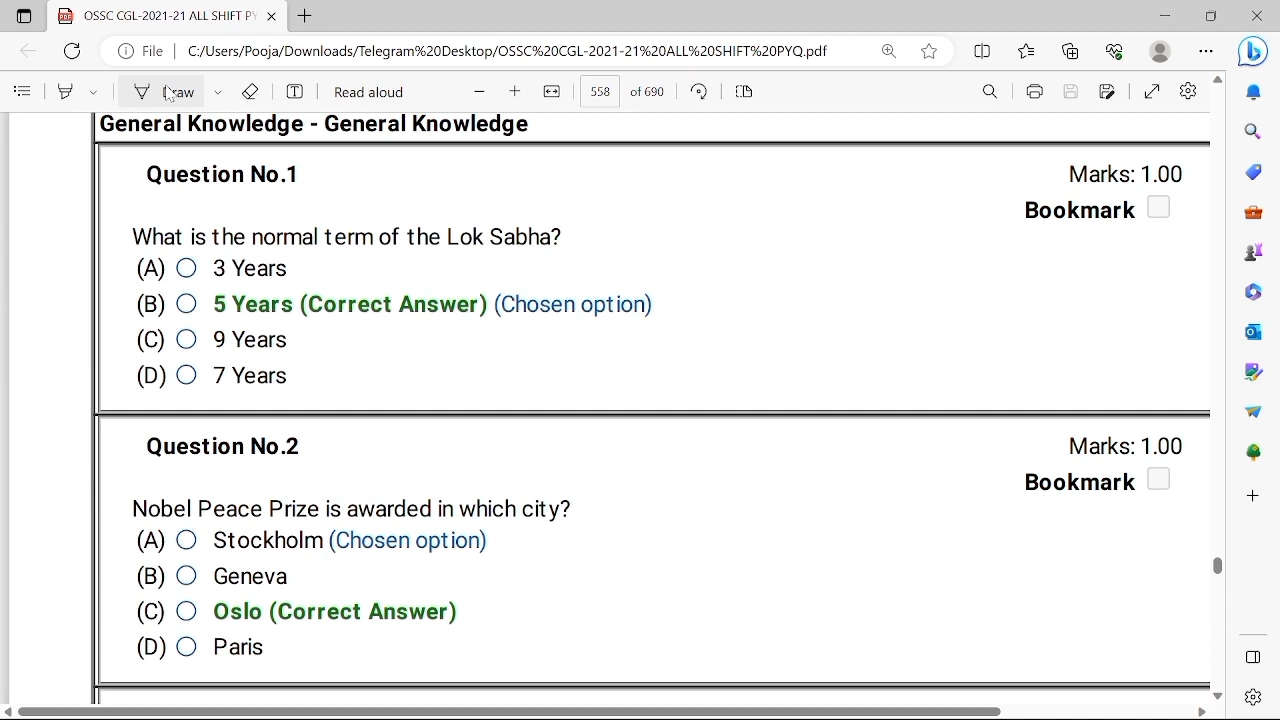 OSSC CGL-2021-21 ALL SHIFT PY
File C:/Users/Pooja/Downloads/Telegram%20Desktop/OSSC%20CGL-2021-21%20ALL%20SHIFT%20PYQ.pdf
Draw Read aloud 558 of 690
General Knowledge - General Knowledge
Question No.1 Marks: 1.00
Bookmark
What is the normal term of the Lok Sabha?
(A) 3 Years
(B) 5 Years (Correct Answer) (Chosen option)
(C) 9 Years
(D) 7 Years
Question No.2 Marks: 1.00
Bookmark
Nobel Peace Prize is awarded in which city?
(A) Stockholm (Chosen option)
(B) Geneva
(C) Oslo (Correct Answer)
(D) Paris